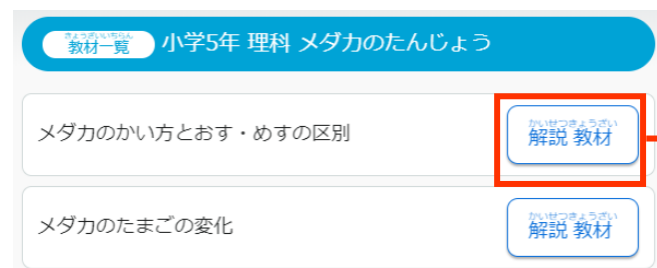 きょうざいいちらん
教材一覧 小学5年 理科 メダカのたんじょう
かいせつきょうざい
メダカのかい方とおす・めすの区別 解説 教材
かいせつきょうざい
メダカのたまごの変化 解説 教材